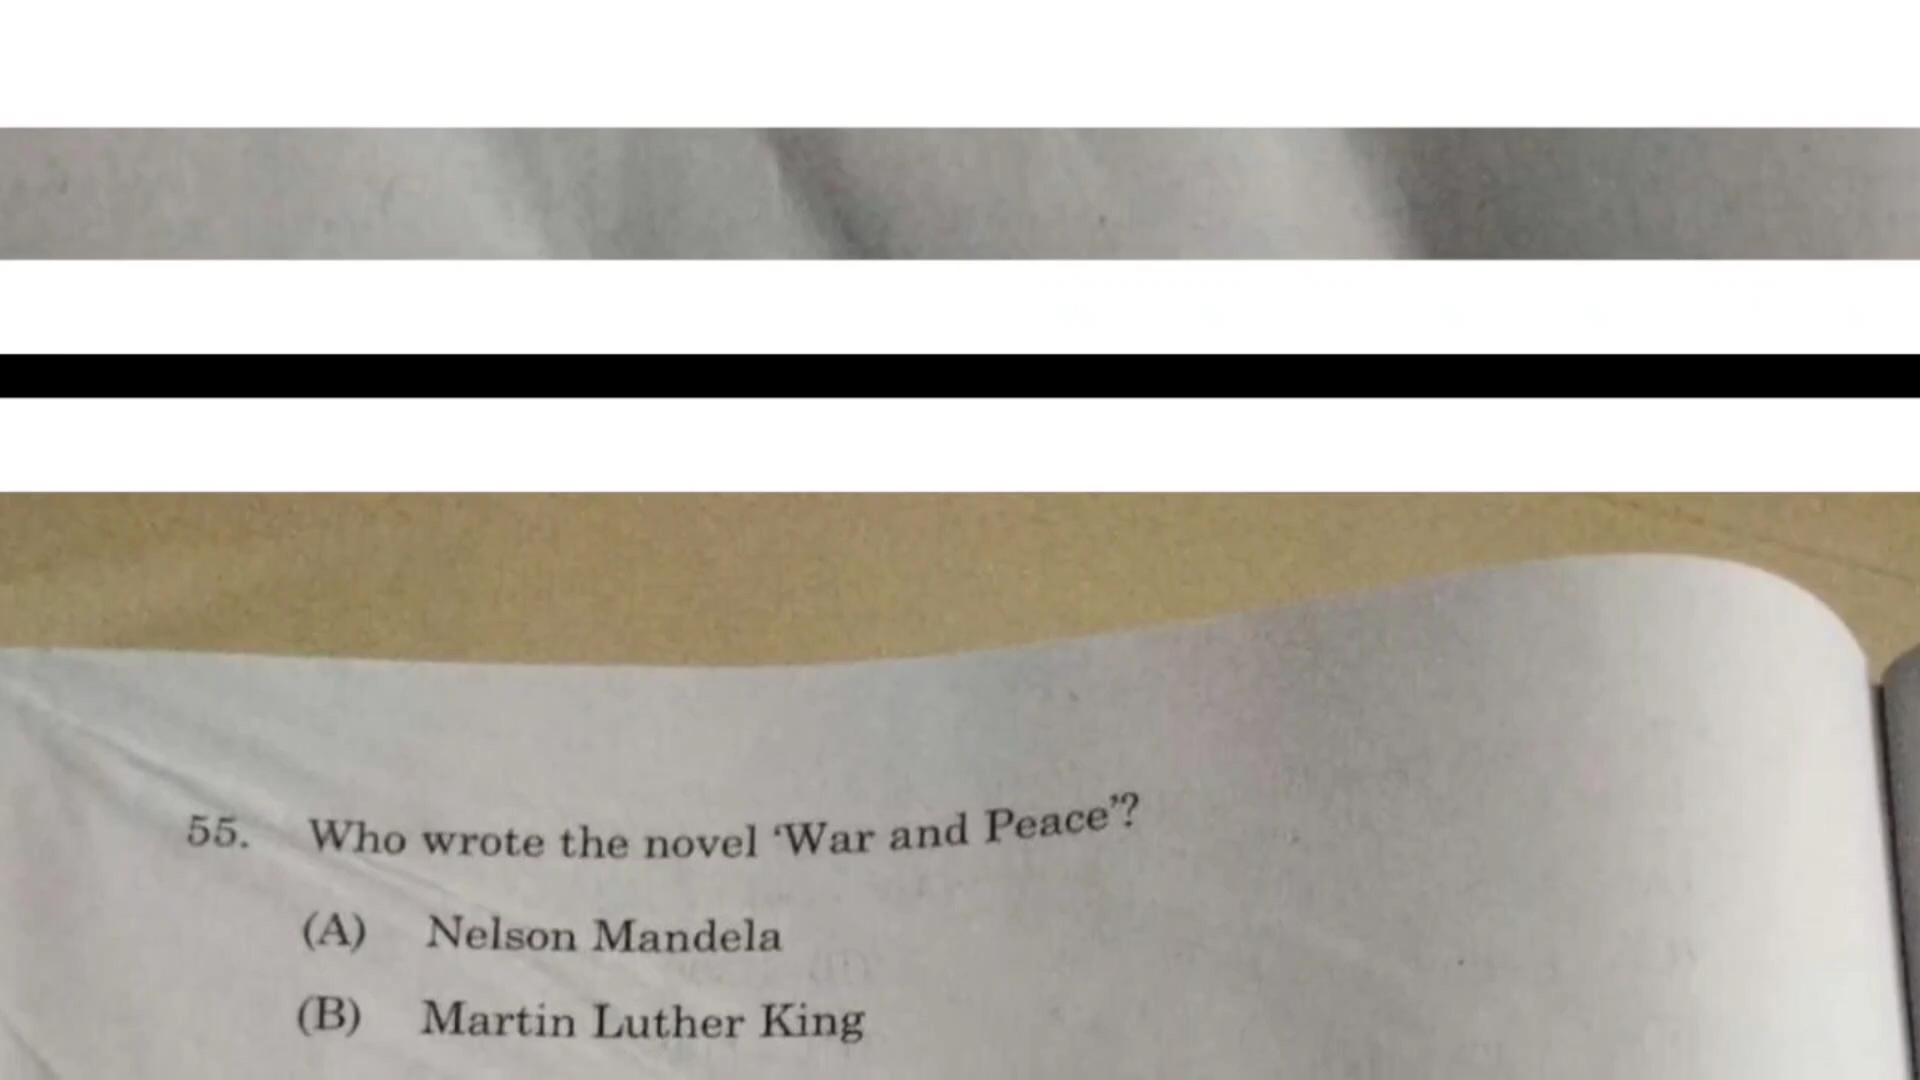 55. Who wrote the novel ‘War and Peace’?
(A) Nelson Mandela
(B) Martin Luther King